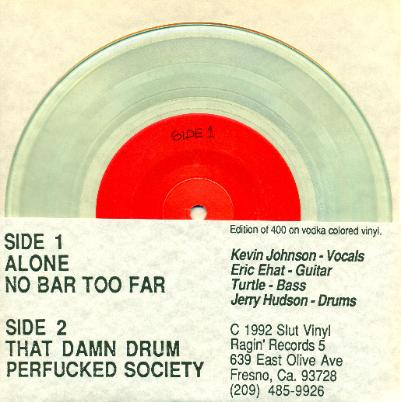 SIDE 1
Edition of 400 on vodka colored vinyl.
SIDE 1
ALONE
NO BAR TOO FAR
Kevin Johnson - Vocals
Eric Ehat - Guitar
Turtle - Bass
Jerry Hudson - Drums
SIDE 2
THAT DAMN DRUM
PERFUCKED SOCIETY
C 1992 Slut Vinyl
Ragin' Records 5
639 East Olive Ave
Fresno, Ca. 93728
(209) 485-9926